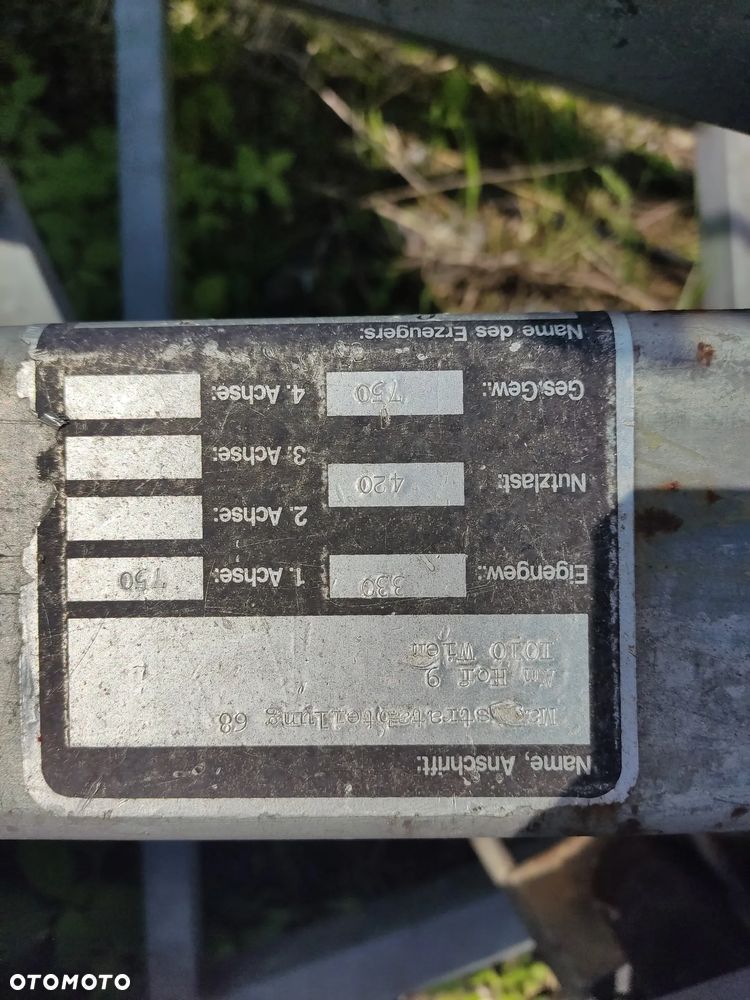 Name, Anschrift:
Magistratsabteilung 68
Am Hof 9
1010 Wien
Eigengew.: 330 1. Achse: 750
2. Achse:
Nutzlast: 420 3. Achse:
Ges.Gew.: 750 4. Achse:
Name des Erzeugers:
OTOMOTO